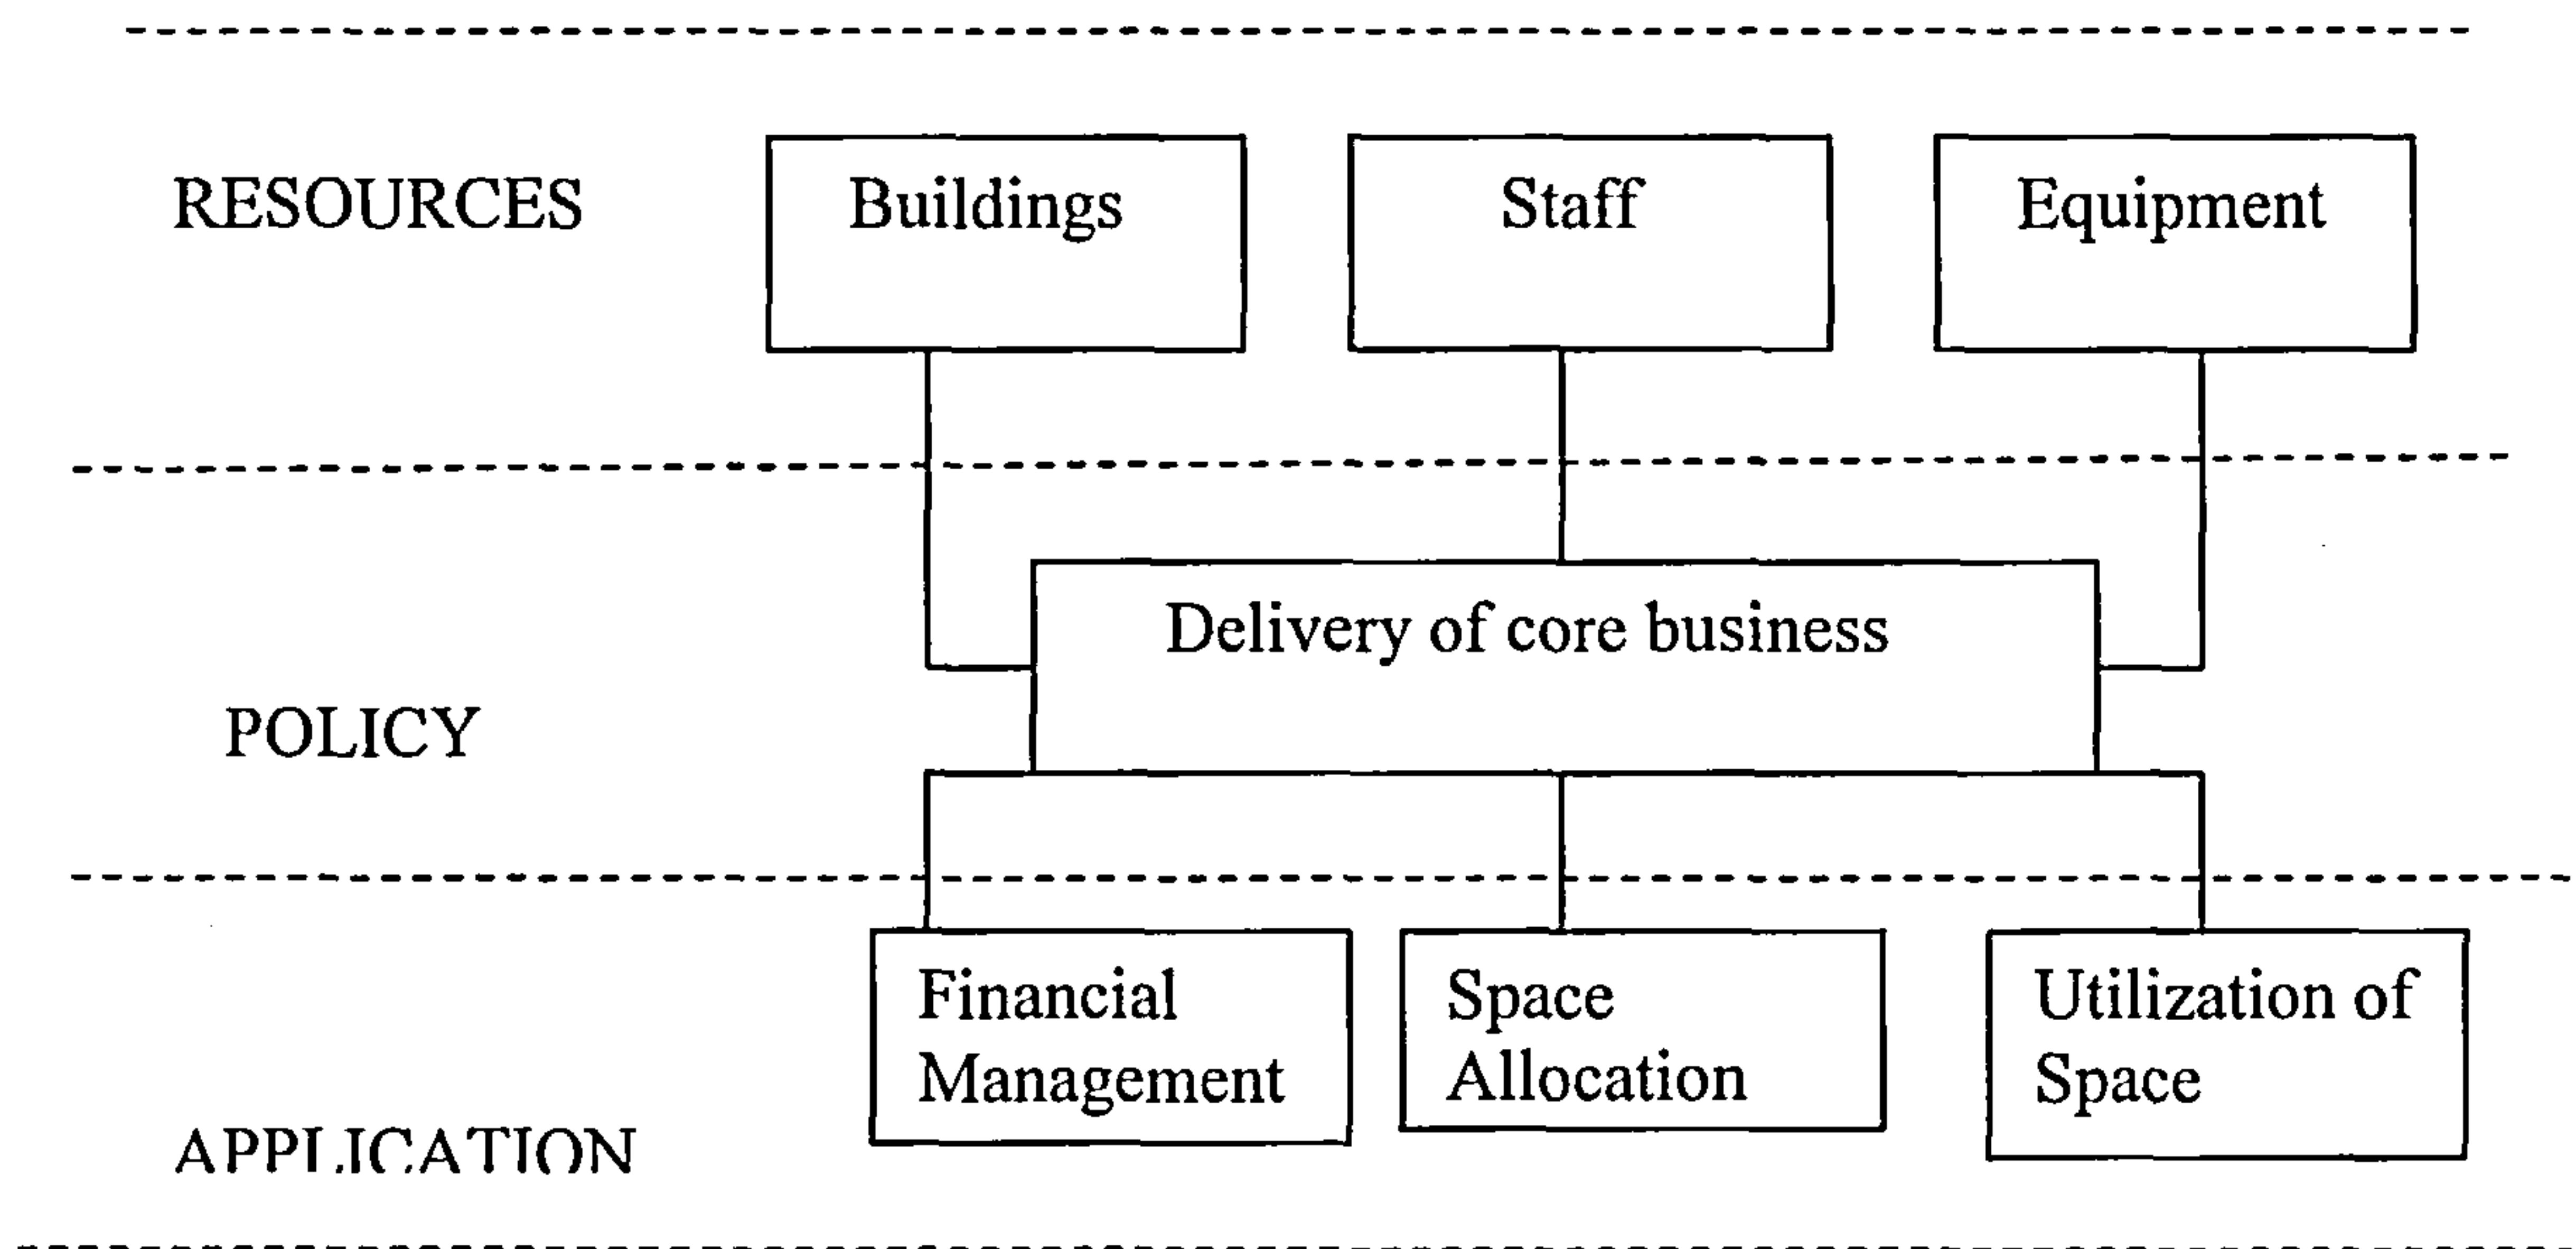 RESOURCES
Buildings
Staff
Equipment
Delivery of core business
POLICY
Financial
Management
Space
Allocation
Utilization of
Space
APPLICATION